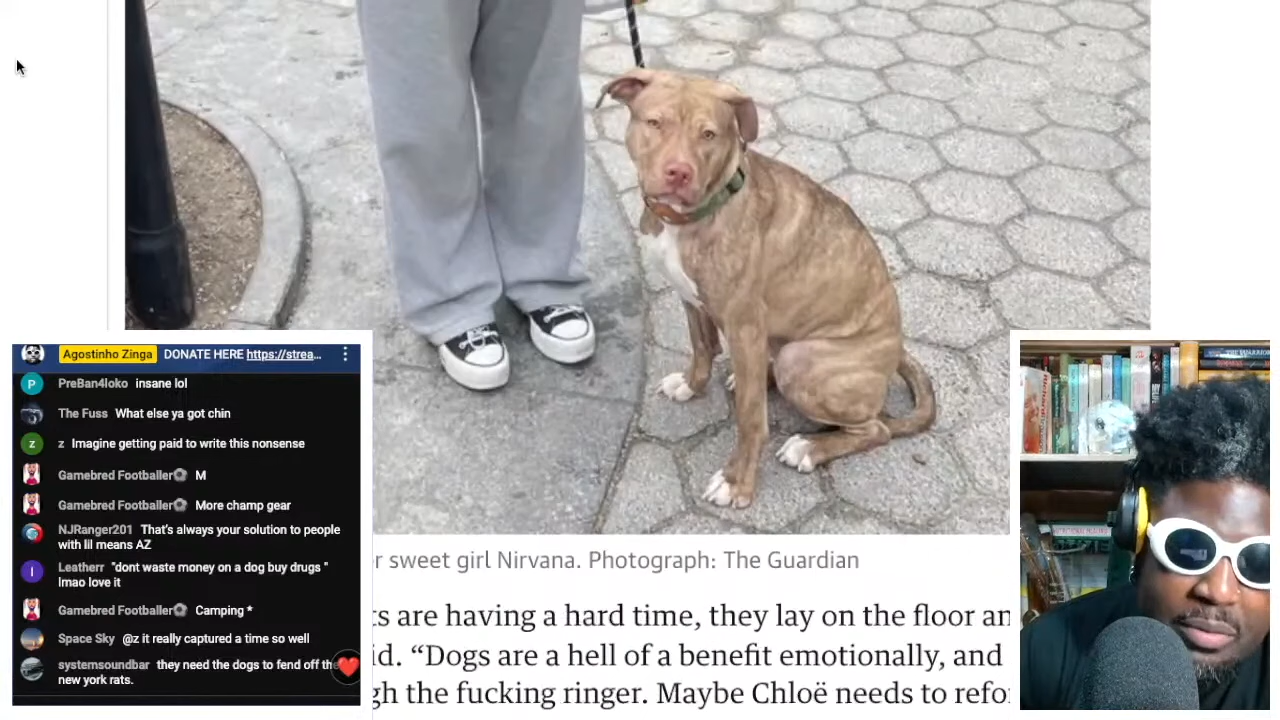 Agostinho Zinga DONATE HERE https://strea...
PreBan4loko insane lol
The Fuss What else ya got chin
z Imagine getting paid to write this nonsense
Gamebred Footballer⚽ M
Gamebred Footballer⚽ More champ gear
NJRanger201 That's always your solution to people
with lil means AZ
Leatherr "dont waste money on a dog buy drugs "
lmao love it
Gamebred Footballer⚽ Camping *
Space Sky @z it really captured a time so well
systemsoundbar they need the dogs to fend off the
new york rats.
r sweet girl Nirvana. Photograph: The Guardian
ts are having a hard time, they lay on the floor an
id. “Dogs are a hell of a benefit emotionally, and
gh the fucking ringer. Maybe Chloë needs to refo
THE WARRIOR